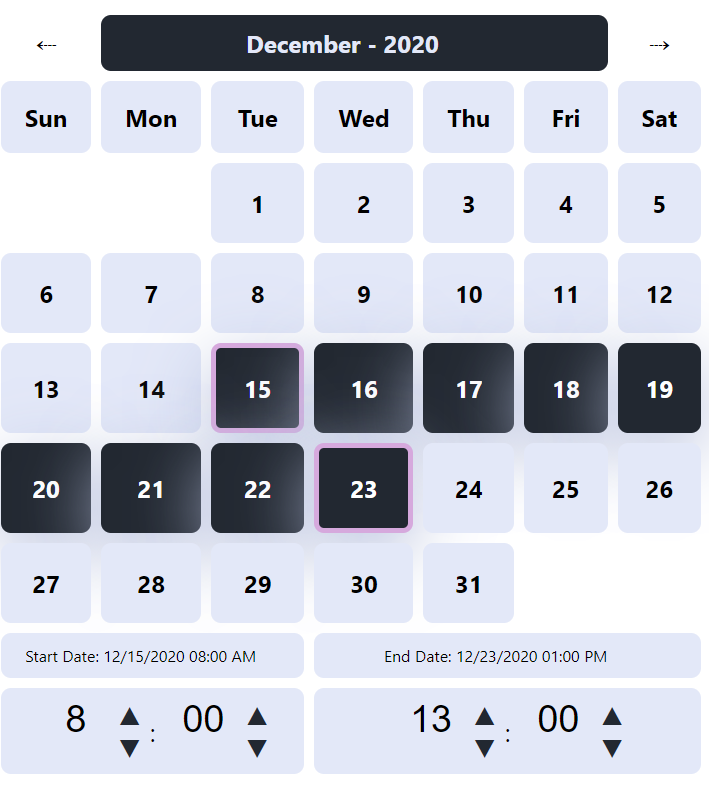 ⤎ December - 2020 ⤏
Sun Mon Tue Wed Thu Fri Sat
1 2 3 4 5
6 7 8 9 10 11 12
13 14 15 16 17 18 19
20 21 22 23 24 25 26
27 28 29 30 31
Start Date: 12/15/2020 08:00 AM End Date: 12/23/2020 01:00 PM
8 ▲ ▼ : 00 ▲ ▼ 13 ▲ ▼ : 00 ▲ ▼